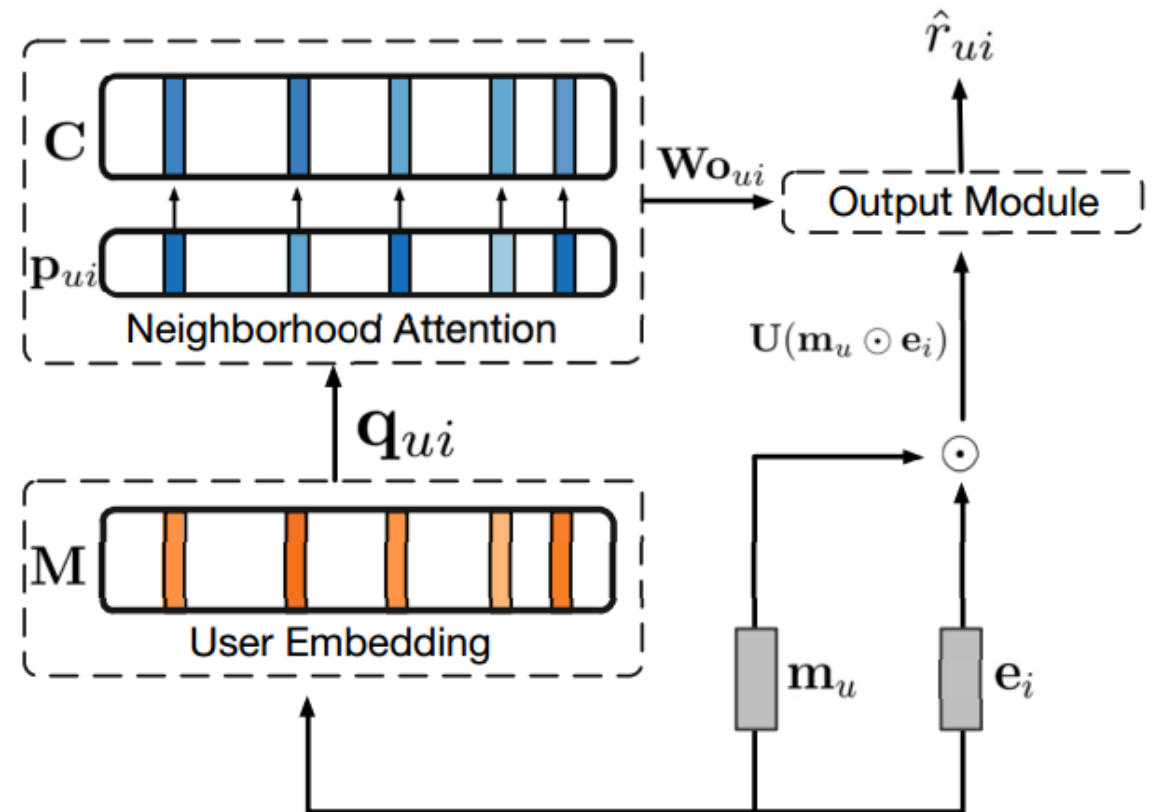 r̂ui
C
Woui
Output Module
pui
Neighborhood Attention
U(mu ⊙ ei)
qui
⊙
M
User Embedding
mu
ei